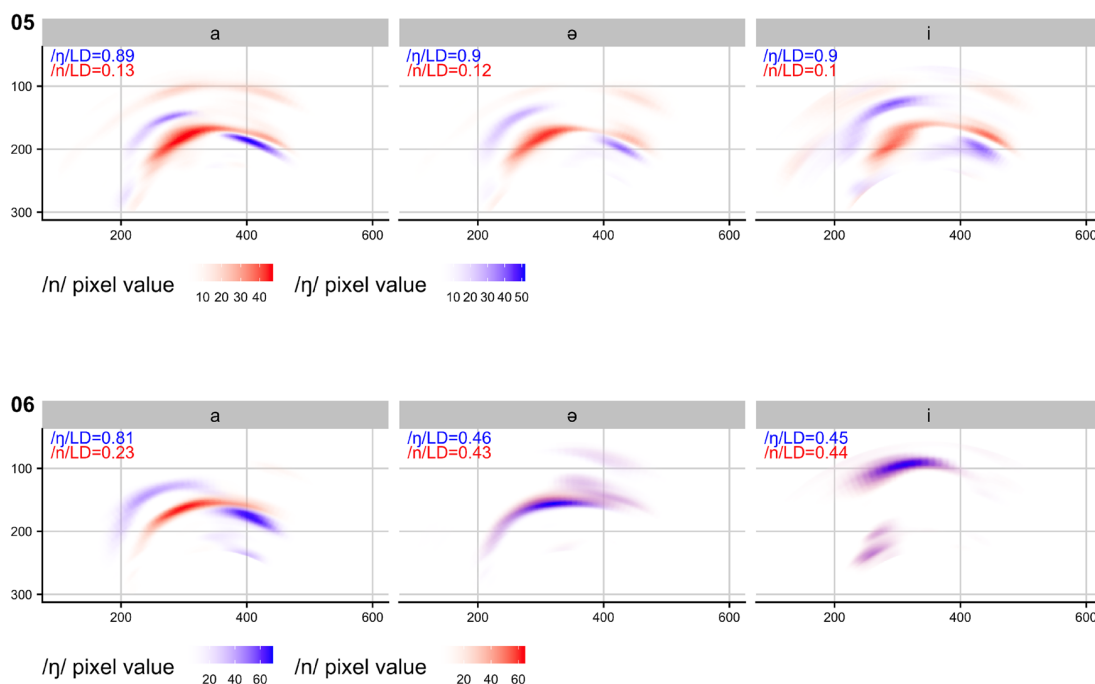 05
a
ə
i
/ŋ/LD=0.89
/n/LD=0.13
/ŋ/LD=0.9
/n/LD=0.12
/ŋ/LD=0.9
/n/LD=0.1
100
200
300
200 400 600
200 400 600
200 400 600
/n/ pixel value
10 20 30 40
/ŋ/ pixel value
10 20 30 40 50
06
a
ə
i
/ŋ/LD=0.81
/n/LD=0.23
/ŋ/LD=0.46
/n/LD=0.43
/ŋ/LD=0.45
/n/LD=0.44
100
200
300
200 400 600
200 400 600
200 400 600
/ŋ/ pixel value
20 40 60
/n/ pixel value
20 40 60